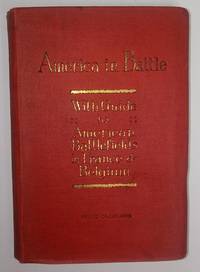 America in Battle
With Guide
:: to ::
American
Battlefields
in France &
Belgium